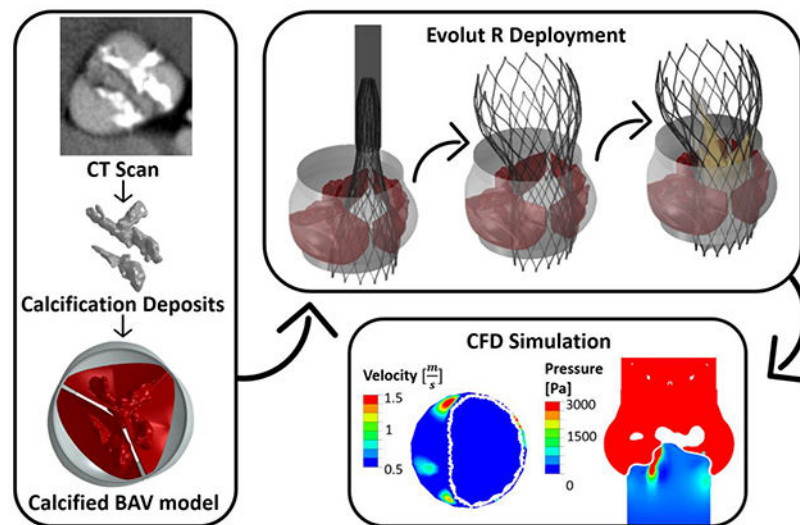 CT Scan
Calcification Deposits
Calcified BAV model
Evolut R Deployment
CFD Simulation
Velocity [m/s]
1.5
1
0.5
Pressure
[Pa]
3000
1500
0